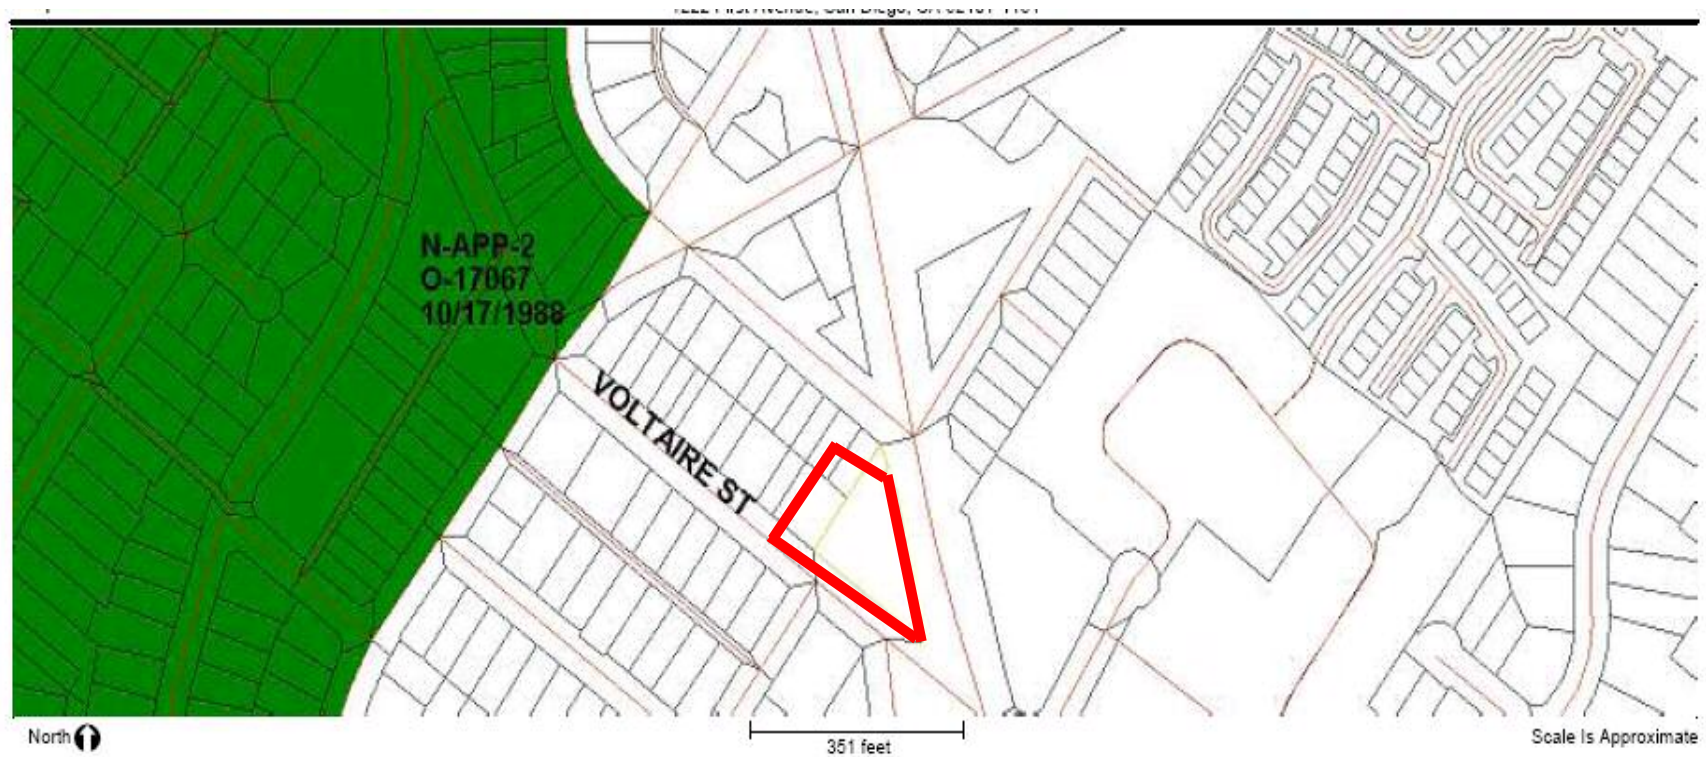 N-APP-2
O-17067
10/17/1988
VOLTAIRE ST
North
351 feet
Scale Is Approximate